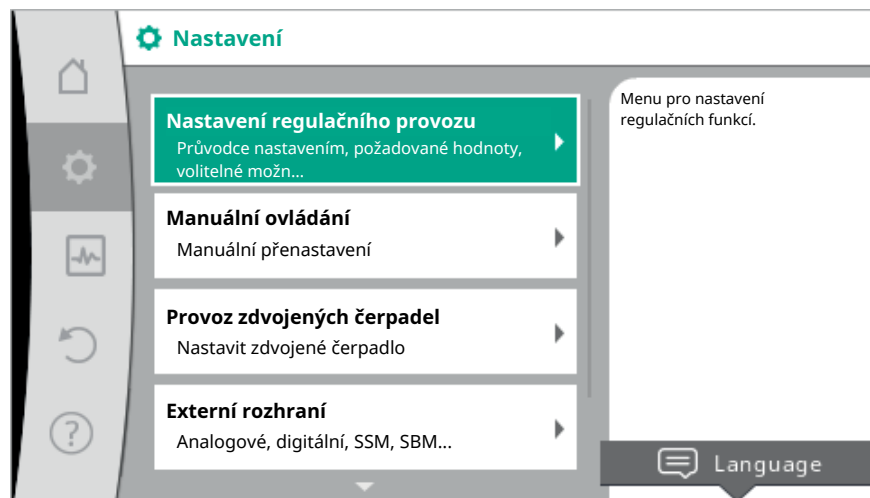 Nastavení
Nastavení regulačního provozu
Průvodce nastavením, požadované hodnoty,
volitelné možn...
Manuální ovládání
Manuální přenastavení
Provoz zdvojených čerpadel
Nastavit zdvojené čerpadlo
Externí rozhraní
Analogové, digitální, SSM, SBM...
Menu pro nastavení
regulačních funkcí.
?
Language